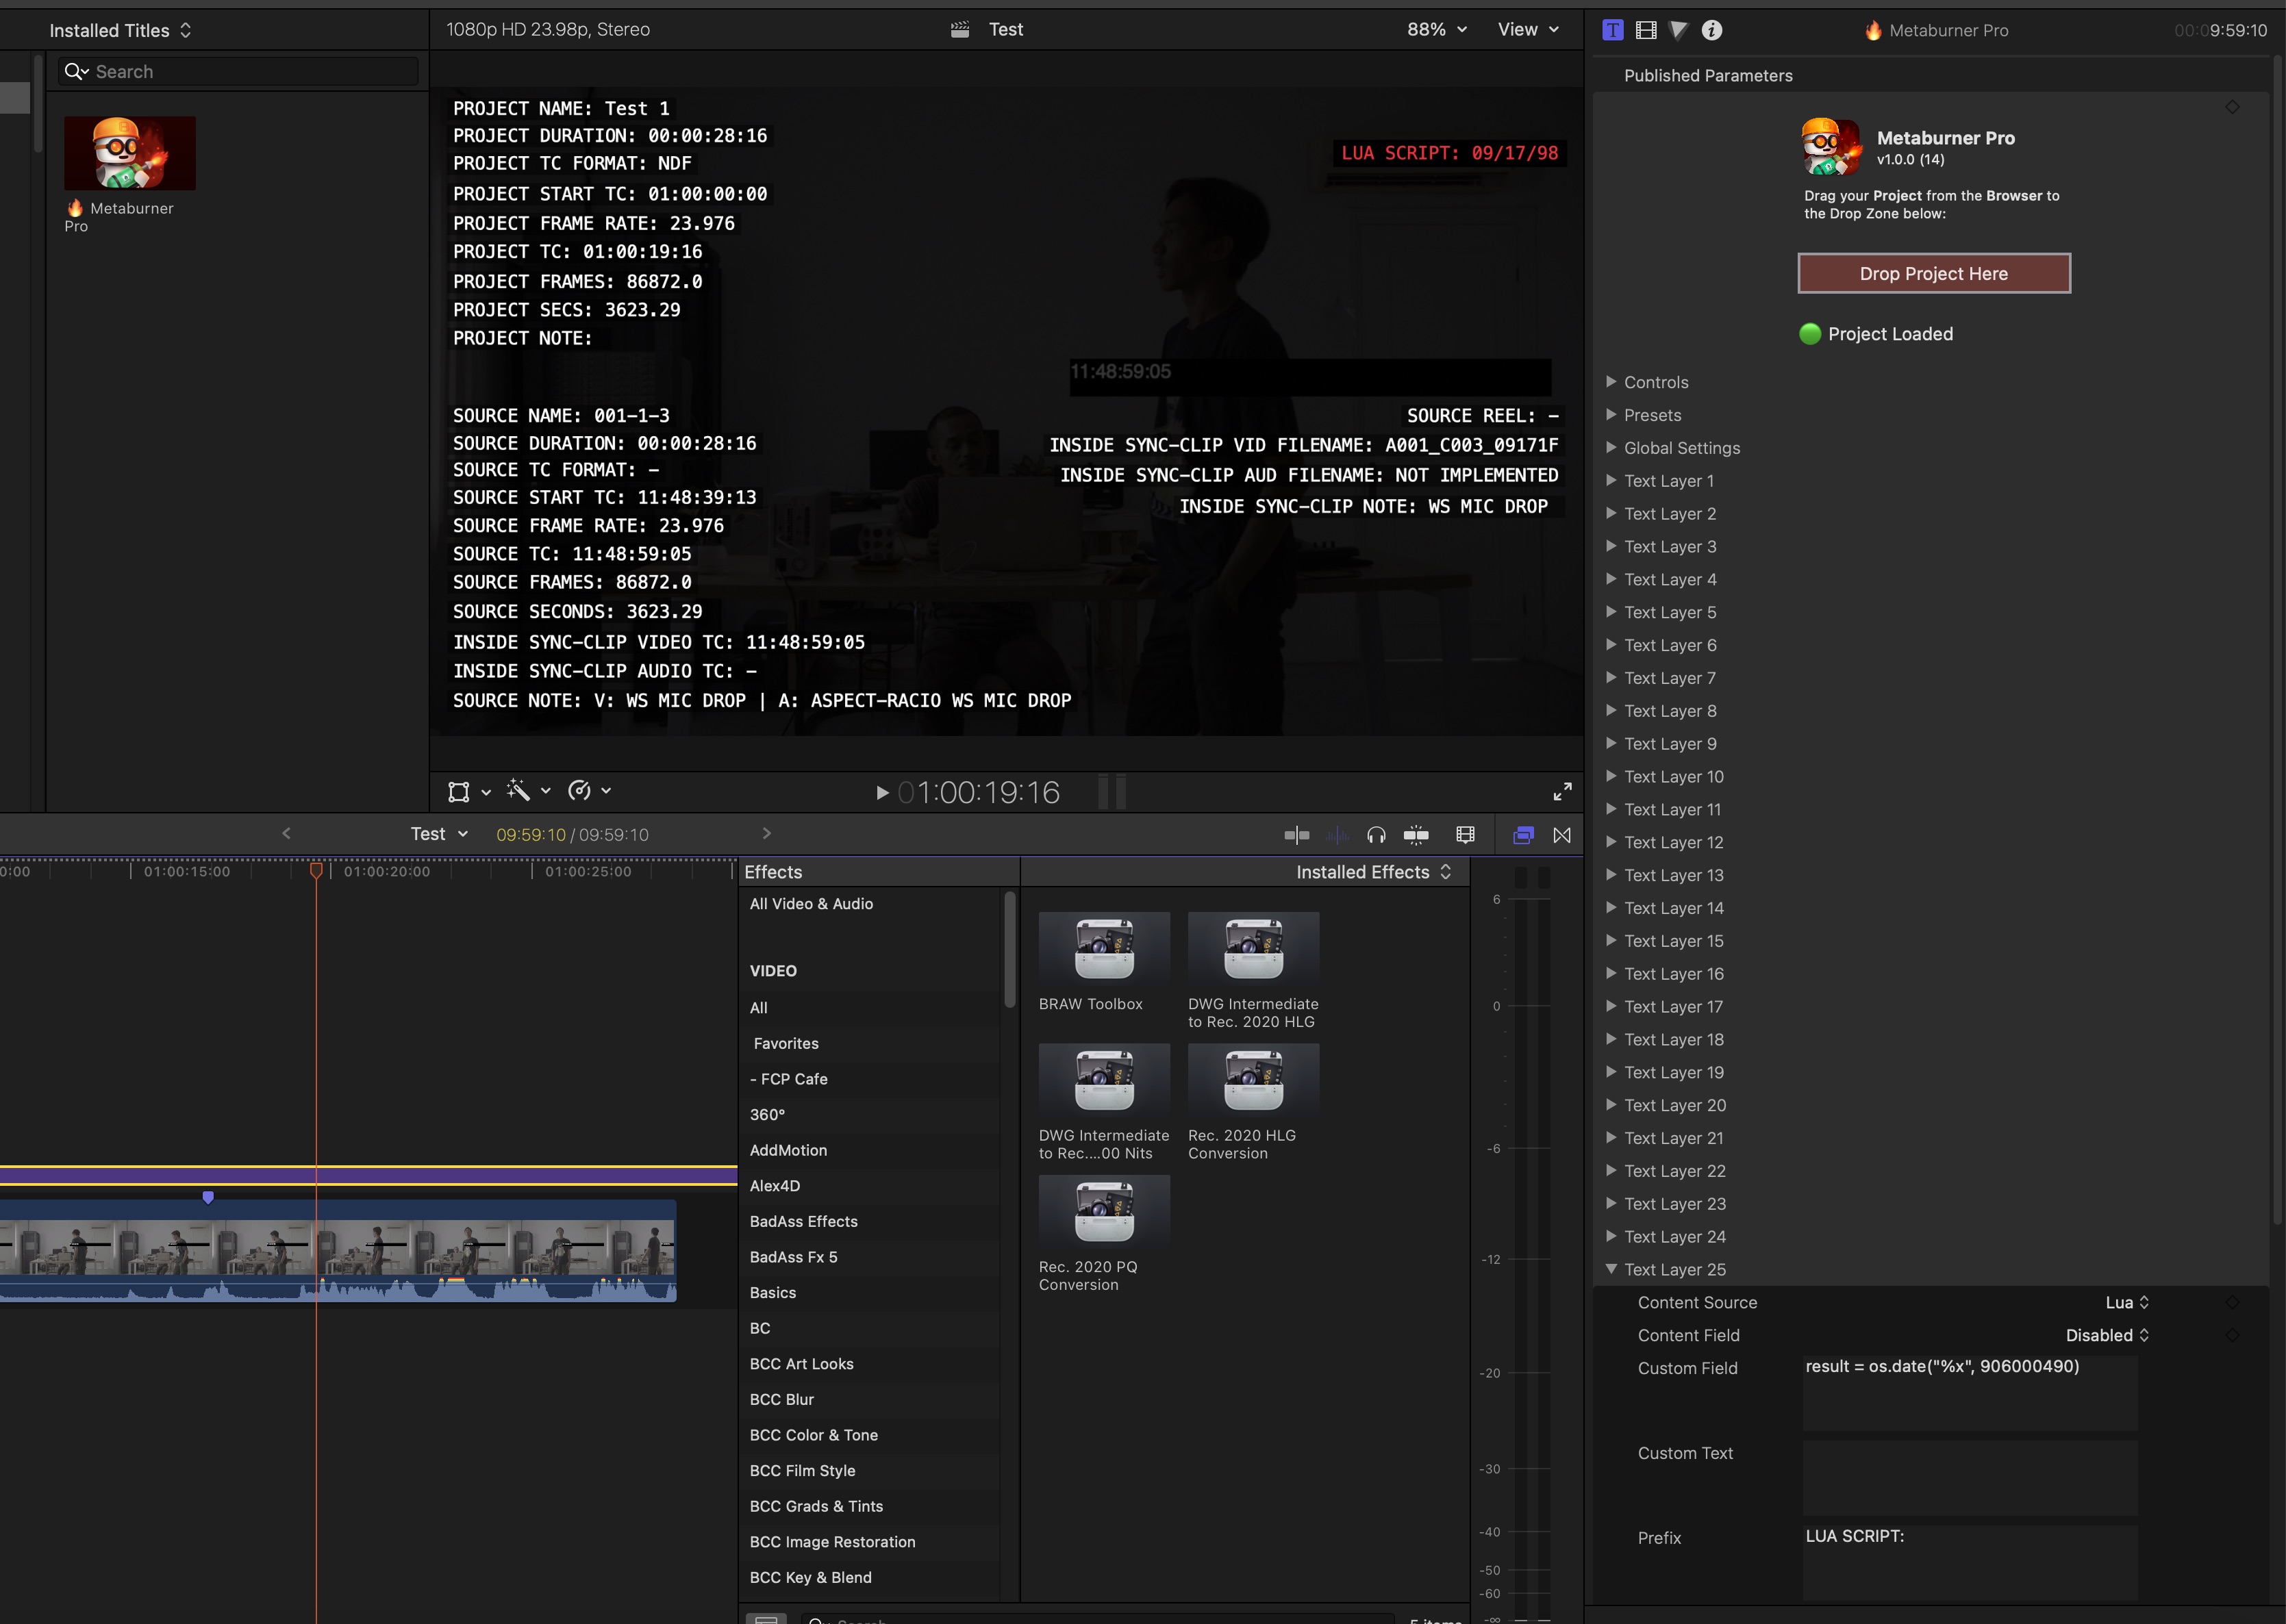 Installed Titles
1080p HD 23.98p, Stereo
Test
88%
View
🔥 Metaburner Pro
00:09:59:10
Search
🔥 Metaburner
Pro
PROJECT NAME: Test 1
PROJECT DURATION: 00:00:28:16
PROJECT TC FORMAT: NDF
PROJECT START TC: 01:00:00:00
PROJECT FRAME RATE: 23.976
PROJECT TC: 01:00:19:16
PROJECT FRAMES: 86872.0
PROJECT SECS: 3623.29
PROJECT NOTE:
LUA SCRIPT: 09/17/98
11:48:59:05
SOURCE NAME: 001-1-3
SOURCE DURATION: 00:00:28:16
SOURCE TC FORMAT: -
SOURCE START TC: 11:48:39:13
SOURCE FRAME RATE: 23.976
SOURCE TC: 11:48:59:05
SOURCE FRAMES: 86872.0
SOURCE SECONDS: 3623.29
INSIDE SYNC-CLIP VIDEO TC: 11:48:59:05
INSIDE SYNC-CLIP AUDIO TC: -
SOURCE NOTE: V: WS MIC DROP | A: ASPECT-RACIO WS MIC DROP
SOURCE REEL: -
INSIDE SYNC-CLIP VID FILENAME: A001_C003_09171F
INSIDE SYNC-CLIP AUD FILENAME: NOT IMPLEMENTED
INSIDE SYNC-CLIP NOTE: WS MIC DROP
01:00:19:16
Test
09:59:10 / 09:59:10
0:00
01:00:15:00
01:00:20:00
01:00:25:00
Effects
Installed Effects
All Video & Audio
VIDEO
All
Favorites
- FCP Cafe
360°
AddMotion
Alex4D
BadAss Effects
BadAss Fx 5
Basics
BC
BCC Art Looks
BCC Blur
BCC Color & Tone
BCC Film Style
BCC Grads & Tints
BCC Image Restoration
BCC Key & Blend
BRAW Toolbox
DWG Intermediate
to Rec. 2020 HLG
DWG Intermediate
to Rec....00 Nits
Rec. 2020 HLG
Conversion
Rec. 2020 PQ
Conversion
Search
5 items
6
0
-6
-12
-20
-30
-40
-50
-60
-∞
Published Parameters
Metaburner Pro
v1.0.0 (14)
Drag your Project from the Browser to
the Drop Zone below:
Drop Project Here
Project Loaded
Controls
Presets
Global Settings
Text Layer 1
Text Layer 2
Text Layer 3
Text Layer 4
Text Layer 5
Text Layer 6
Text Layer 7
Text Layer 8
Text Layer 9
Text Layer 10
Text Layer 11
Text Layer 12
Text Layer 13
Text Layer 14
Text Layer 15
Text Layer 16
Text Layer 17
Text Layer 18
Text Layer 19
Text Layer 20
Text Layer 21
Text Layer 22
Text Layer 23
Text Layer 24
Text Layer 25
Content Source
Lua
Content Field
Disabled
Custom Field
result = os.date("%x", 906000490)
Custom Text
Prefix
LUA SCRIPT: